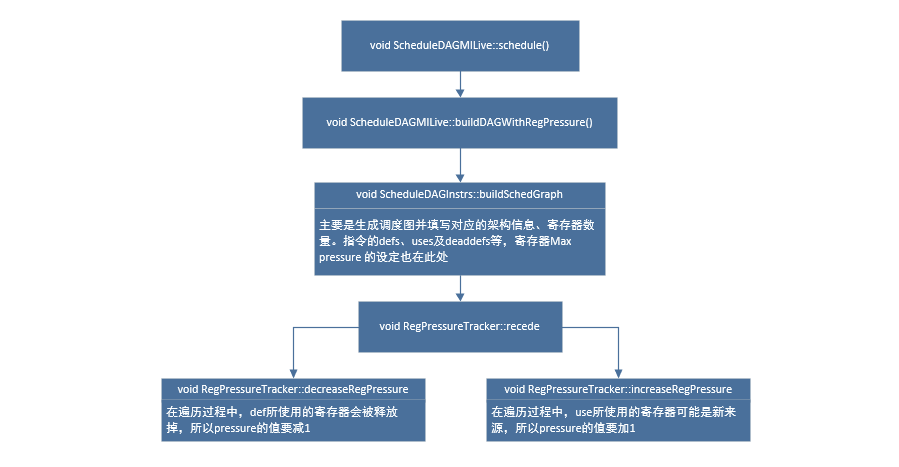 void ScheduleDAGMILive::schedule()
void ScheduleDAGMILive::buildDAGWithRegPressure()
void ScheduleDAGInstrs::buildSchedGraph
主要是生成调度图并填写对应的架构信息、寄存器数
量。指令的defs、uses及deaddefs等，寄存器Max
pressure 的设定也在此处
void RegPressureTracker::recede
void RegPressureTracker::decreaseRegPressure
在遍历过程中，def所使用的寄存器会被释放
掉，所以pressure的值要减1
void RegPressureTracker::increaseRegPressure
在遍历过程中，use所使用的寄存器可能是新来
源，所以pressure的值要加1